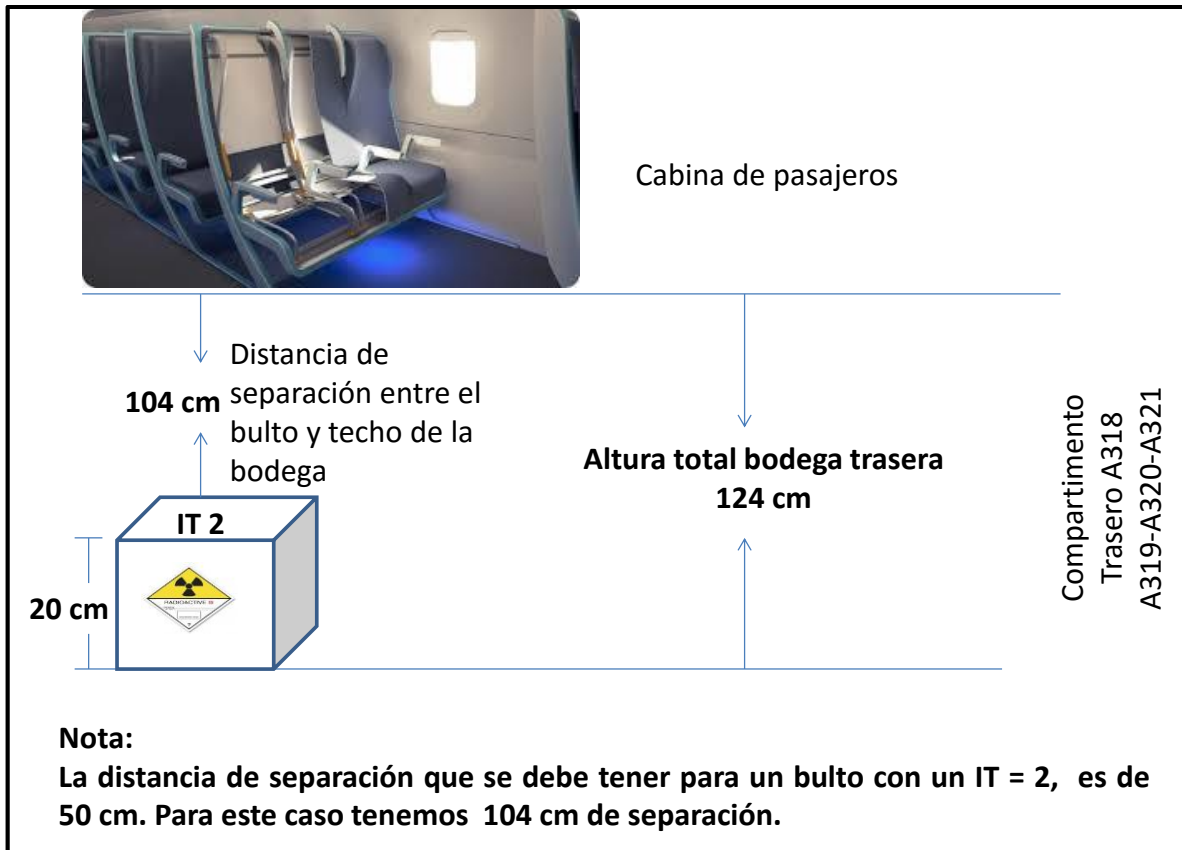 Cabina de pasajeros
Distancia de
separación entre el
bulto y techo de la
bodega
104 cm
Altura total bodega trasera
124 cm
Compartimento
Trasero A318
A319-A320-A321
IT 2
20 cm
RADIOACTIVE III
Nota:
La distancia de separación que se debe tener para un bulto con un IT = 2, es de
50 cm. Para este caso tenemos 104 cm de separación.